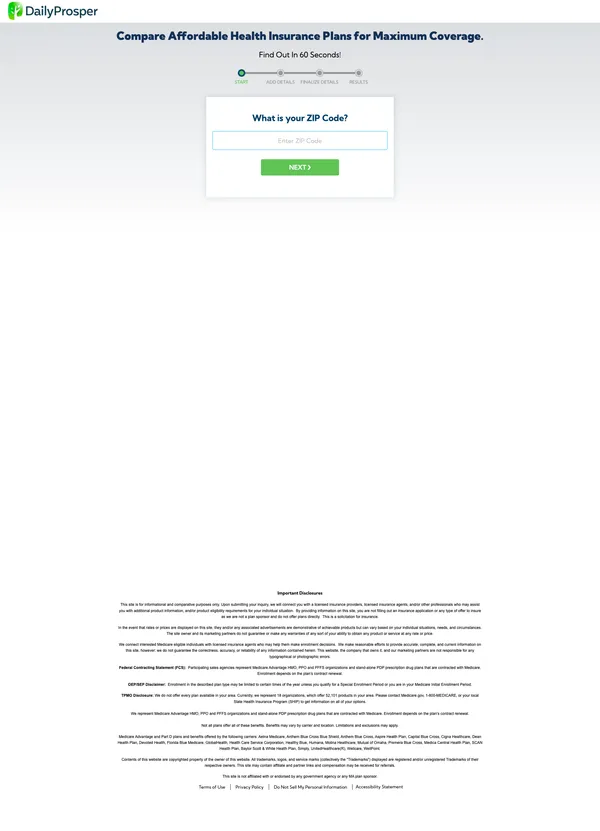 DailyProsper
Compare Affordable Health Insurance Plans for Maximum Coverage.
Find Out In 60 Seconds!
START ADD DETAILS FINALIZE DETAILS RESULTS
What is your ZIP Code?
Enter ZIP Code
NEXT ❯
Important Disclosures
This site is for informational and comparative purposes only. Upon submitting your inquiry, we will connect you with a licensed insurance providers, licensed insurance agents, and/or other professionals who may assist
you with additional product information, and/or product eligibility requirements for your individual situation. By providing information on this site, you are not filling out an insurance application or any type of offer to insure
as we are not a plan sponsor and do not offer plans directly. This is a solicitation for insurance.
In the event that rates or prices are displayed on this site, they and/or any associated advertisements are demonstrative of achievable products but can vary based on your individual situations, needs, and circumstances.
The site owner and its marketing partners do not guarantee or make any warranties of any sort of your ability to obtain any product or service at any rate or price.
We connect interested Medicare eligible individuals with licensed insurance agents who may help them make enrollment decisions. We make reasonable efforts to provide accurate, complete, and current information on
this site, however, we do not guarantee the correctness, accuracy, or reliability of any information contained herein. This website, the company that owns it, and our marketing partners are not responsible for any
typographical or photographic errors.
Federal Contracting Statement (FCS): Participating sales agencies represent Medicare Advantage HMO, PPO and PFFS organizations and stand-alone PDP prescription drug plans that are contracted with Medicare.
Enrollment depends on the plan's contract renewal.
OEP/SEP Disclaimer: Enrollment in the described plan type may be limited to certain times of the year unless you qualify for a Special Enrollment Period or you are in your Medicare Initial Enrollment Period.
TPMO Disclosure: We do not offer every plan available in your area. Currently, we represent 18 organizations, which offer 52,101 products in your area. Please contact Medicare.gov, 1-800-MEDICARE, or your local
State Health Insurance Program (SHIP) to get information on all of your options.
We represent Medicare Advantage HMO, PPO and PFFS organizations and stand-alone PDP prescription drug plans that are contracted with Medicare. Enrollment depends on the plan's contract renewal.
Not all plans offer all of these benefits. Benefits may vary by carrier and location. Limitations and exclusions may apply.
Medicare Advantage and Part D plans and benefits offered by the following carriers: Aetna Medicare, Anthem Blue Cross Blue Shield, Anthem Blue Cross, Aspire Health Plan, Capital Blue Cross, Cigna Healthcare, Dean
Health Plan, Devoted Health, Florida Blue Medicare, GlobalHealth, Health Care Service Corporation, Healthy Blue, Humana, Molina Healthcare, Mutual of Omaha, Premera Blue Cross, Medica Central Health Plan, SCAN
Health Plan, Baylor Scott & White Health Plan, Simply, UnitedHealthcare(R), Wellcare, WellPoint
Contents of this website are copyrighted property of the owner of this website. All trademarks, logos, and service marks (collectively the "Trademarks") displayed are registered and/or unregistered Trademarks of their
respective owners. This site may contain affiliate and partner links and compensation may be received for referrals.
This site is not affiliated with or endorsed by any government agency or any MA plan sponsor.
Terms of Use | Privacy Policy | Do Not Sell My Personal Information | Accessibility Statement